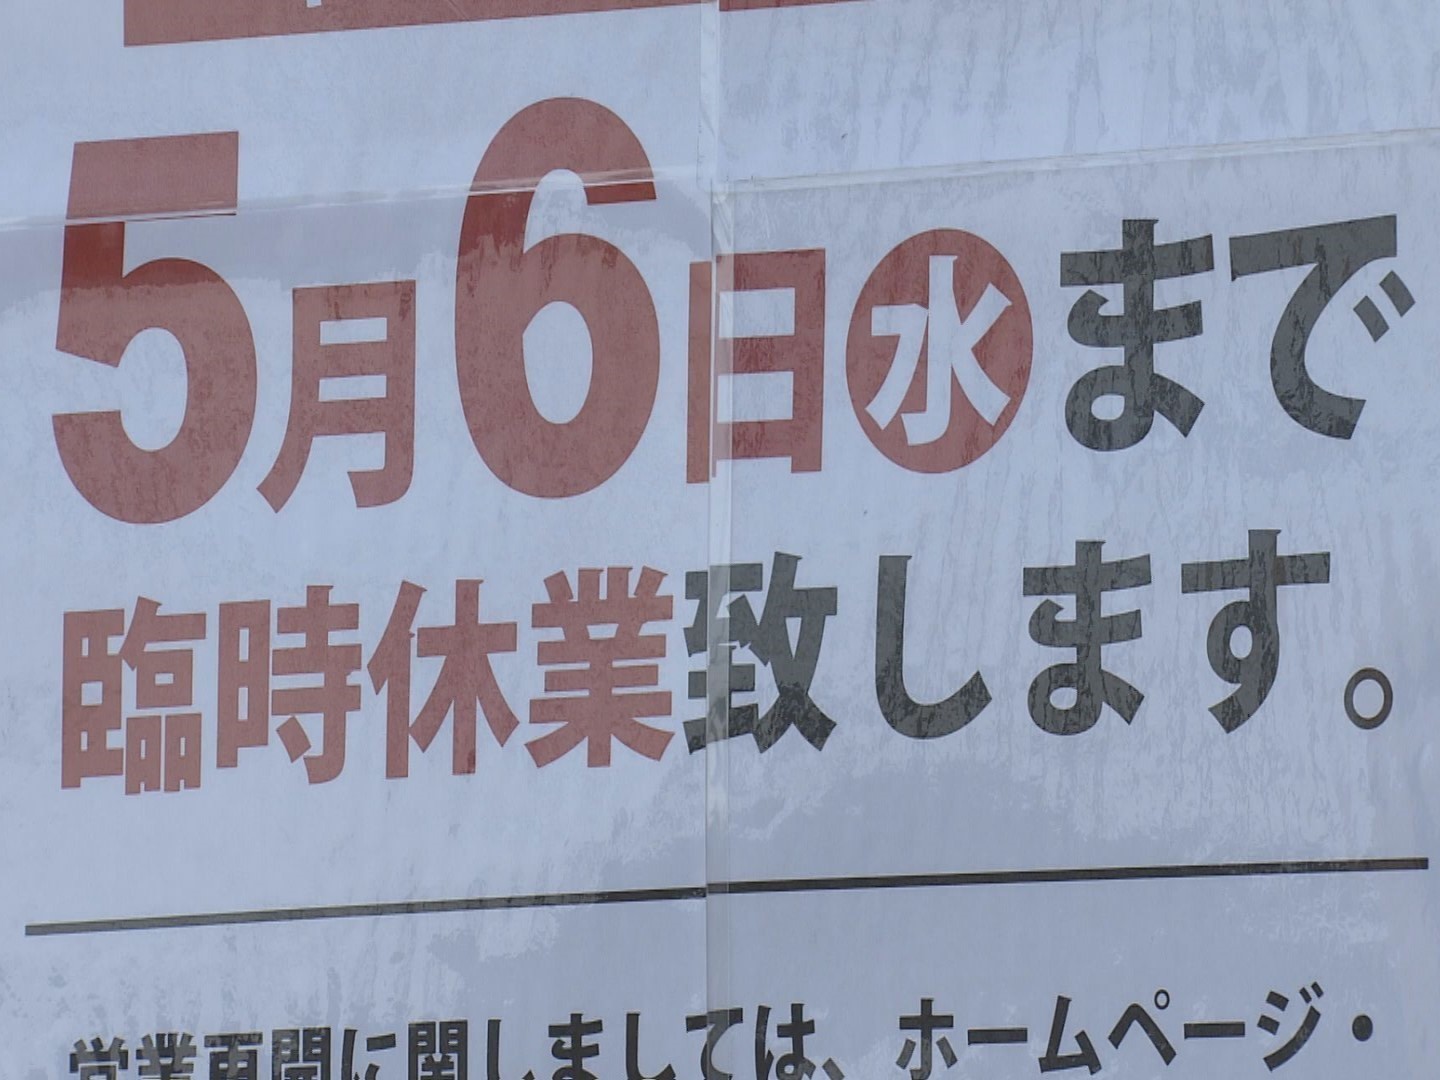 5月6日㊌まで
臨時休業致します。
営業再開に関しましては、ホームページ・